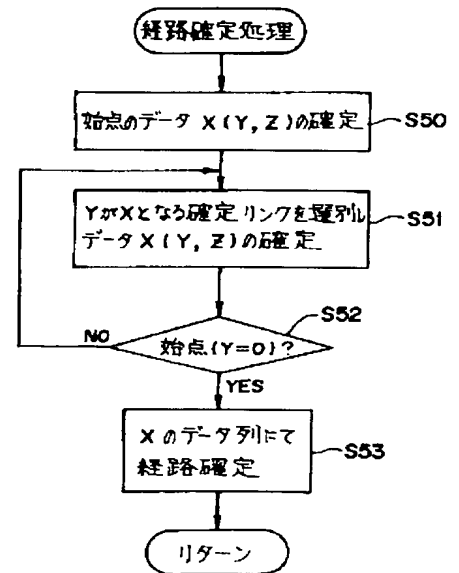 経路確定処理
始点のデータ X(Y, Z)の確定
S50
YがXとなる確定リンクを選別し
データ X(Y, Z)の確定
S51
S52
始点{Y=0}?
NO
YES
Xのデータ列にて
経路確定
S53
リターン